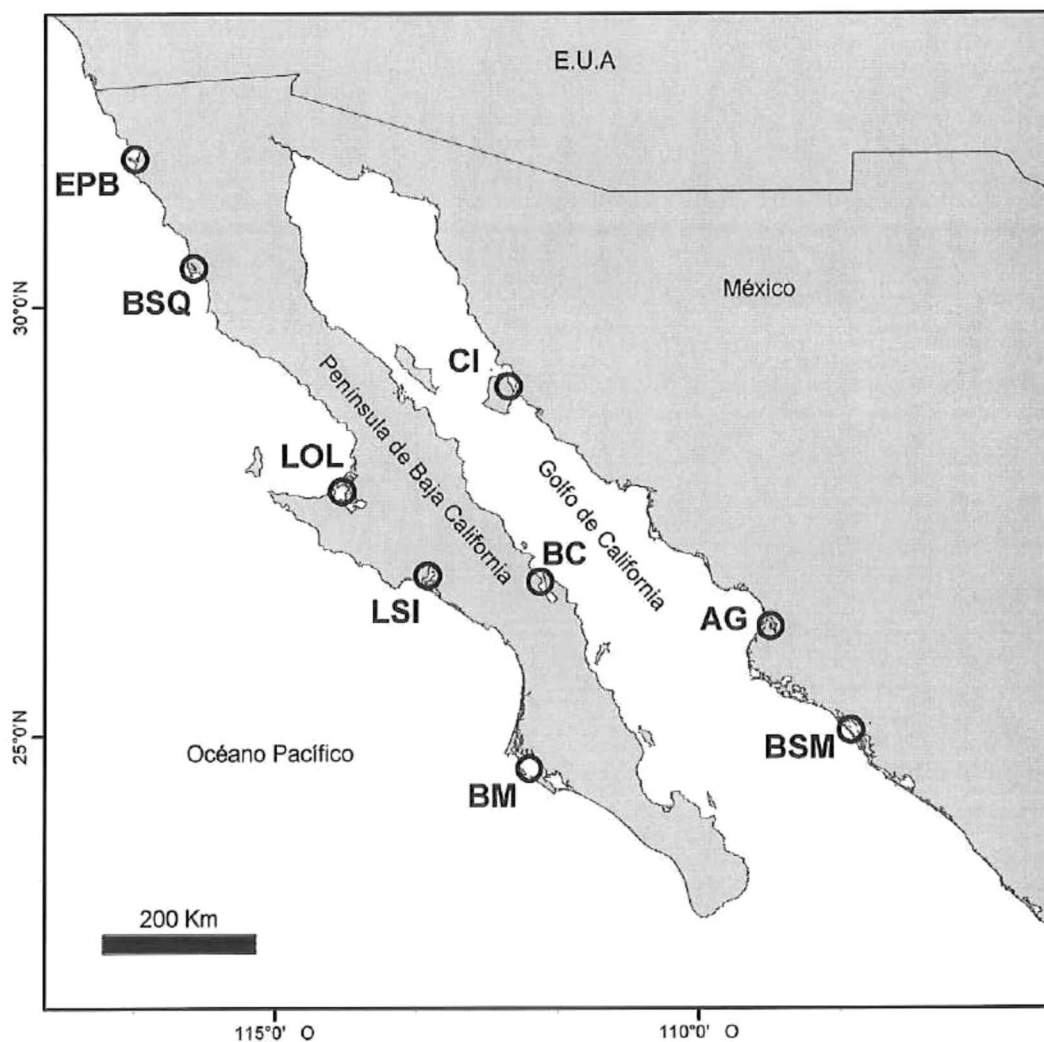 E.U.A
EPB
BSQ
México
30°0'N
CI
Península de Baja California
LOL
Golfo de California
BC
LSI
AG
25°0'N
BSM
Océano Pacífico
BM
200 Km
115°0' O
110°0' O